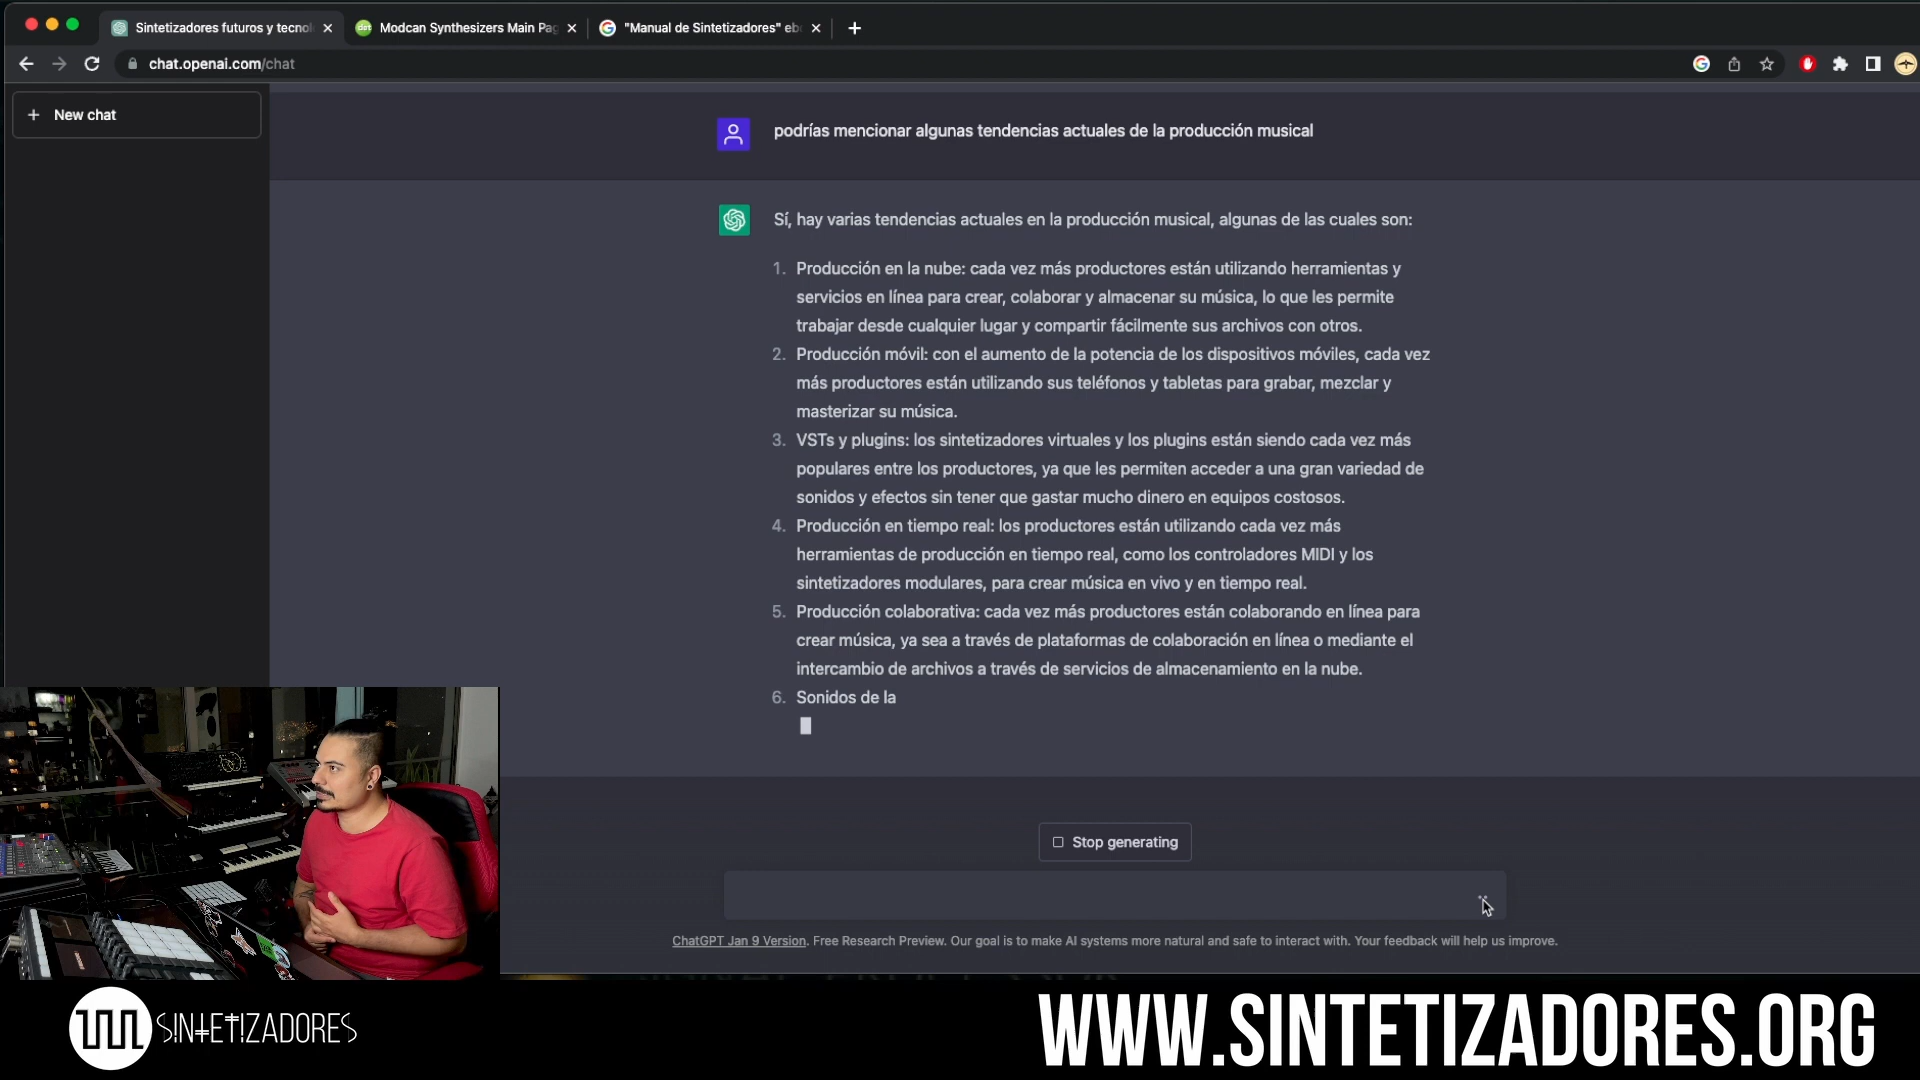 Sintetizadores futuros y tecno
Modcan Synthesizers Main Pag
"Manual de Sintetizadores" eb
chat.openai.com/chat
New chat
podrías mencionar algunas tendencias actuales de la producción musical
Sí, hay varias tendencias actuales en la producción musical, algunas de las cuales son:
1. Producción en la nube: cada vez más productores están utilizando herramientas y
servicios en línea para crear, colaborar y almacenar su música, lo que les permite
trabajar desde cualquier lugar y compartir fácilmente sus archivos con otros.
2. Producción móvil: con el aumento de la potencia de los dispositivos móviles, cada vez
más productores están utilizando sus teléfonos y tabletas para grabar, mezclar y
masterizar su música.
3. VSTs y plugins: los sintetizadores virtuales y los plugins están siendo cada vez más
populares entre los productores, ya que les permiten acceder a una gran variedad de
sonidos y efectos sin tener que gastar mucho dinero en equipos costosos.
4. Producción en tiempo real: los productores están utilizando cada vez más
herramientas de producción en tiempo real, como los controladores MIDI y los
sintetizadores modulares, para crear música en vivo y en tiempo real.
5. Producción colaborativa: cada vez más productores están colaborando en línea para
crear música, ya sea a través de plataformas de colaboración en línea o mediante el
intercambio de archivos a través de servicios de almacenamiento en la nube.
6. Sonidos de la
Stop generating
ChatGPT Jan 9 Version. Free Research Preview. Our goal is to make AI systems more natural and safe to interact with. Your feedback will help us improve.
SINTETIZADORES
WWW.SINTETIZADORES.ORG